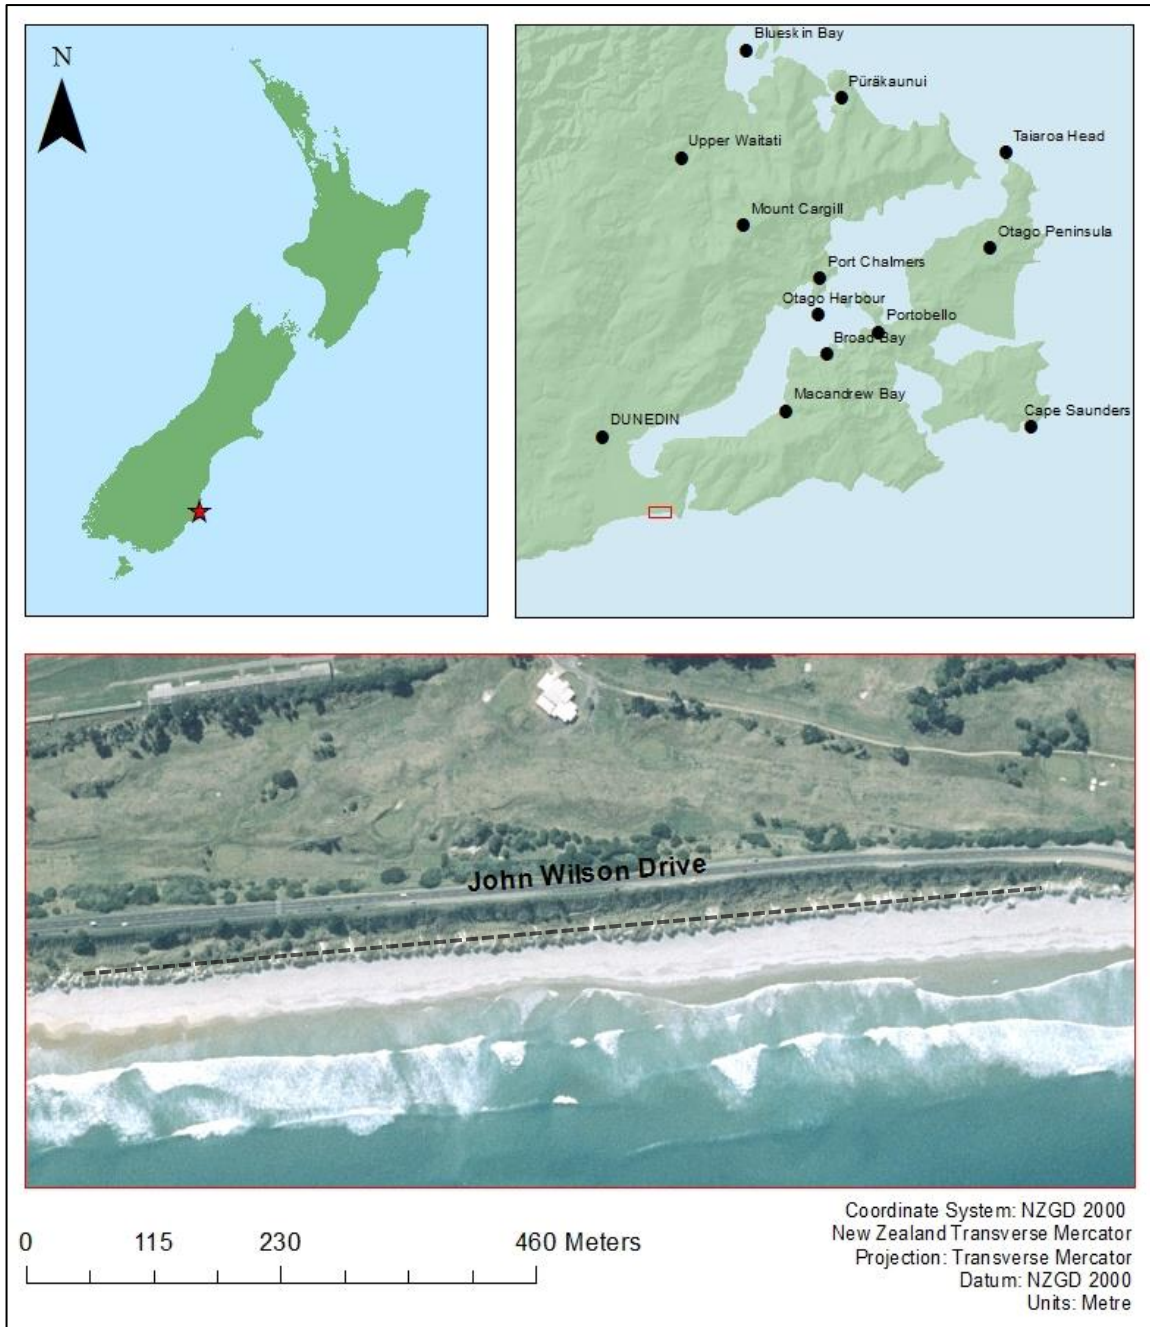 N
Blueskin Bay
Pūrākaunui
Upper Waitati
Taiaroa Head
Mount Cargill
Otago Peninsula
Port Chalmers
Otago Harbour
Portobello
Broad Bay
Macandrew Bay
Cape Saunders
DUNEDIN
John Wilson Drive
0 115 230 460 Meters
Coordinate System: NZGD 2000
New Zealand Transverse Mercator
Projection: Transverse Mercator
Datum: NZGD 2000
Units: Metre